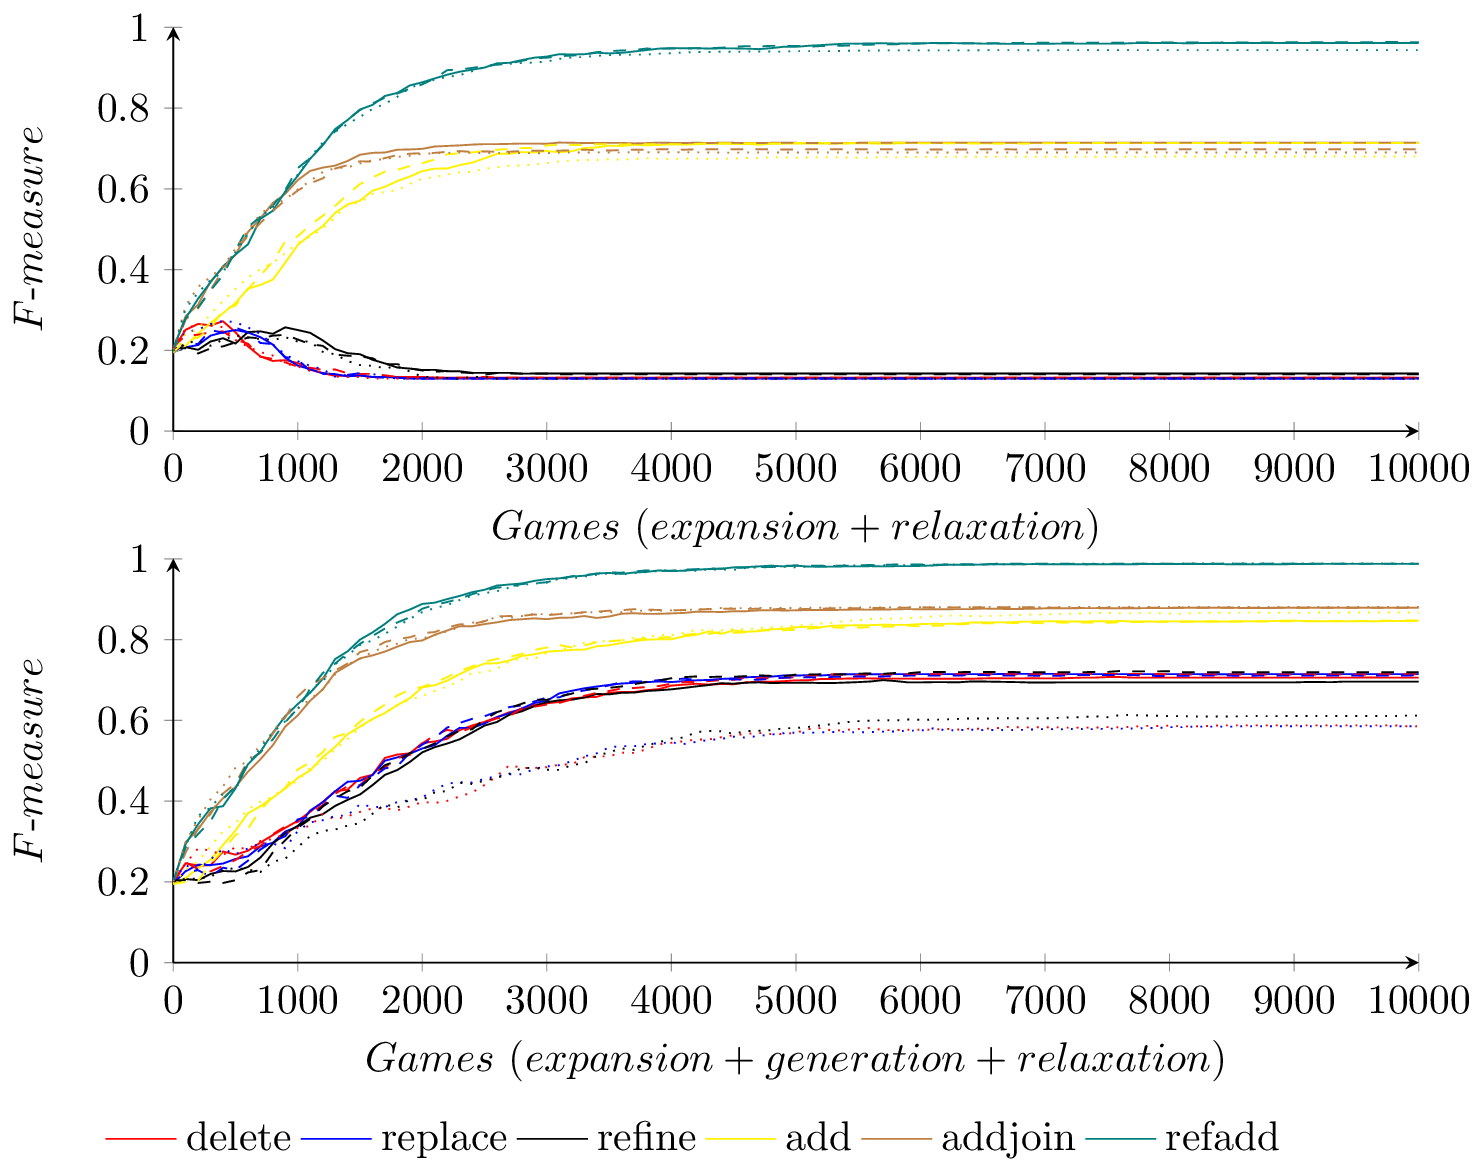 1
0.8
0.6
0.4
0.2
0
F-measure
0 1000 2000 3000 4000 5000 6000 7000 8000 9000 10000
Games (expansion + relaxation)
1
0.8
0.6
0.4
0.2
0
F-measure
0 1000 2000 3000 4000 5000 6000 7000 8000 9000 10000
Games (expansion + generation + relaxation)
delete replace refine add addjoin refadd